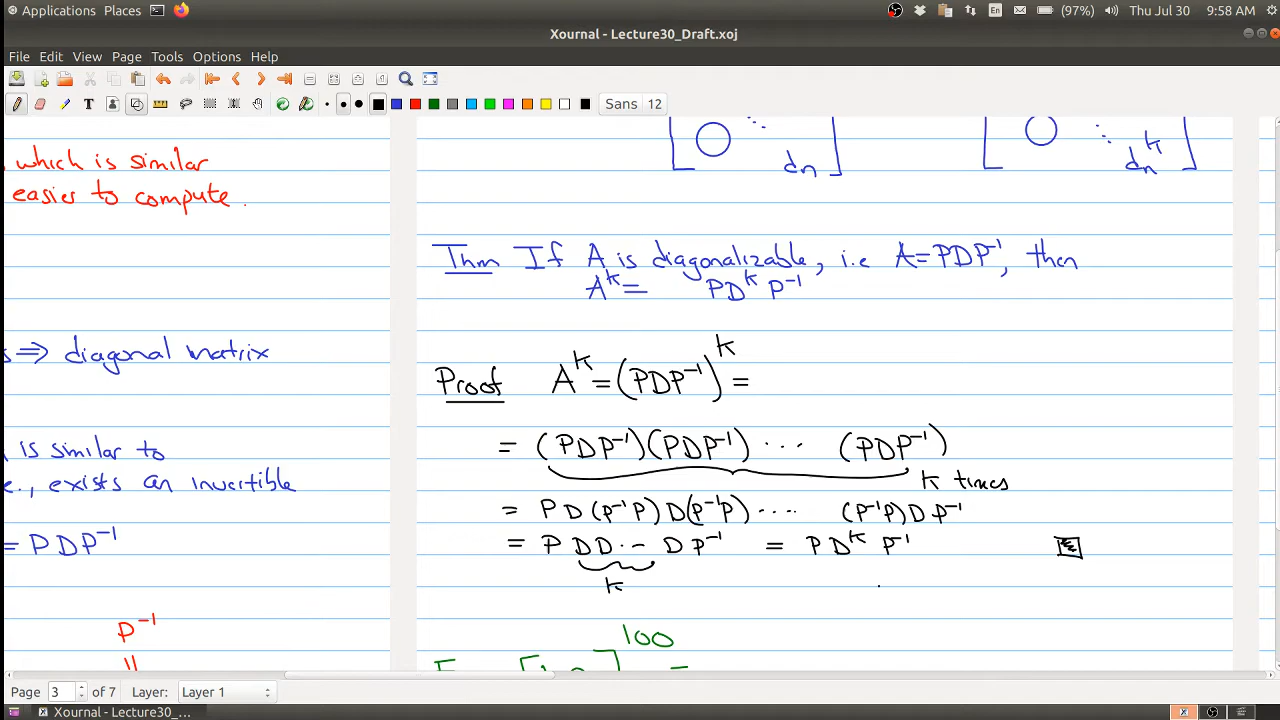 Applications Places (97%) Thu Jul 30 9:58 AM
Xournal - Lecture30_Draft.xoj
File Edit View Page Tools Options Help
Sans 12
which is similar
easier to compute.
s ⇒ diagonal matrix
is similar to
e., exists an invertible
= PDP⁻¹
P⁻¹
dn
dnᵏ
Thm If A is diagonalizable, i.e A=PDP⁻¹, then
Aᵏ= PDᵏP⁻¹
Proof Aᵏ=(PDP⁻¹)ᵏ=
= (PDP⁻¹)(PDP⁻¹) ... (PDP⁻¹)
k times
= PD(P⁻¹P)D(P⁻¹P).... (P⁻¹P)DP⁻¹
= P DD.-- DP⁻¹ = PDᵏP⁻¹
k
100
Page 3 of 7 Layer: Layer 1
Xournal - Lecture30_...